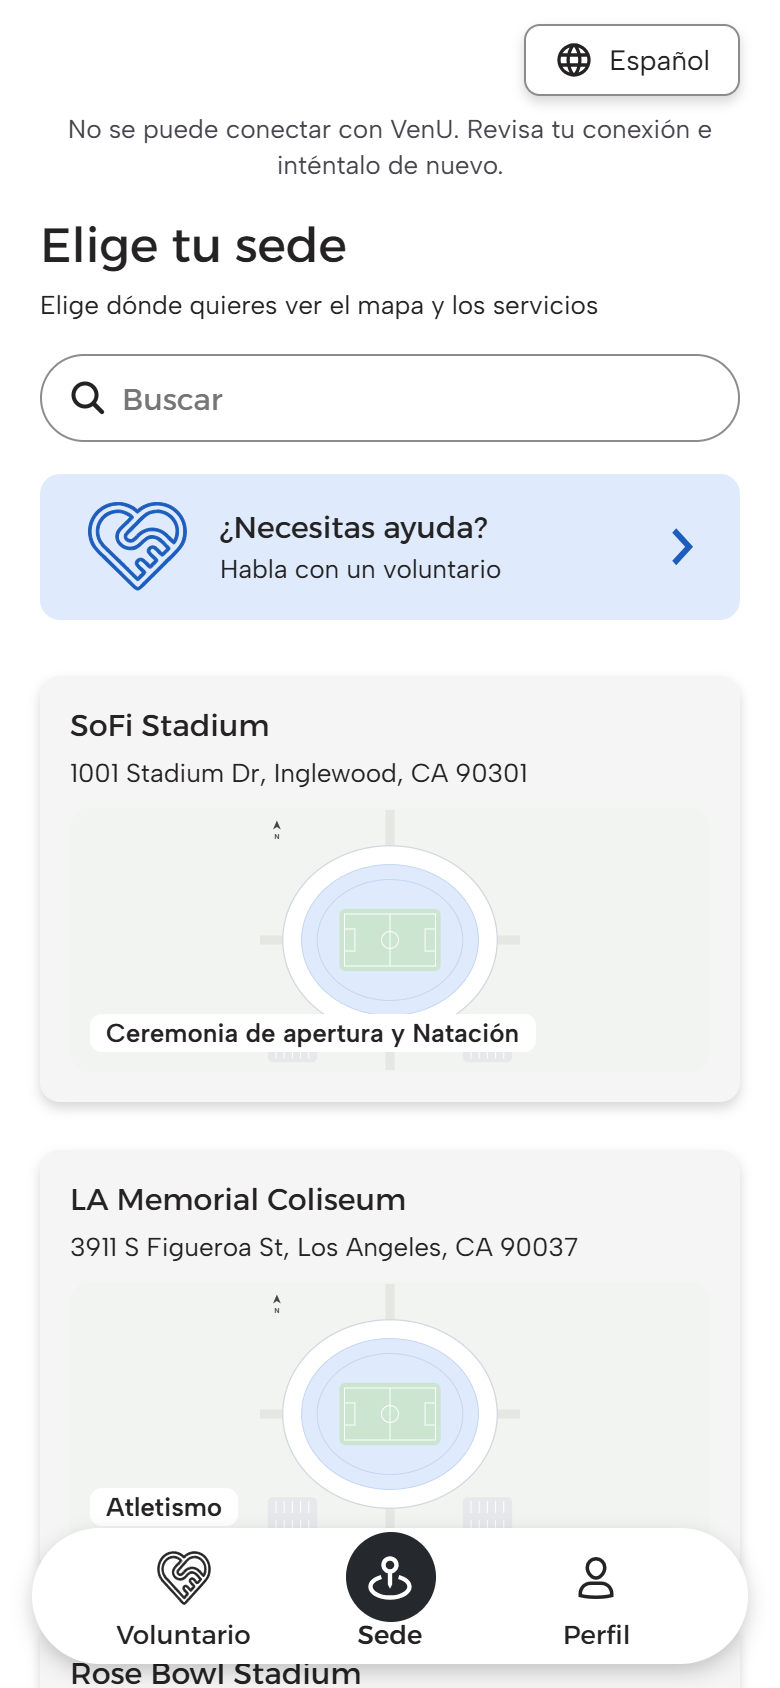 Español
No se puede conectar con VenU. Revisa tu conexión e
inténtalo de nuevo.
Elige tu sede
Elige dónde quieres ver el mapa y los servicios
Buscar
¿Necesitas ayuda?
Habla con un voluntario
SoFi Stadium
1001 Stadium Dr, Inglewood, CA 90301
N
Ceremonia de apertura y Natación
LA Memorial Coliseum
3911 S Figueroa St, Los Angeles, CA 90037
N
Atletismo
Voluntario
Sede
Perfil
Rose Bowl Stadium